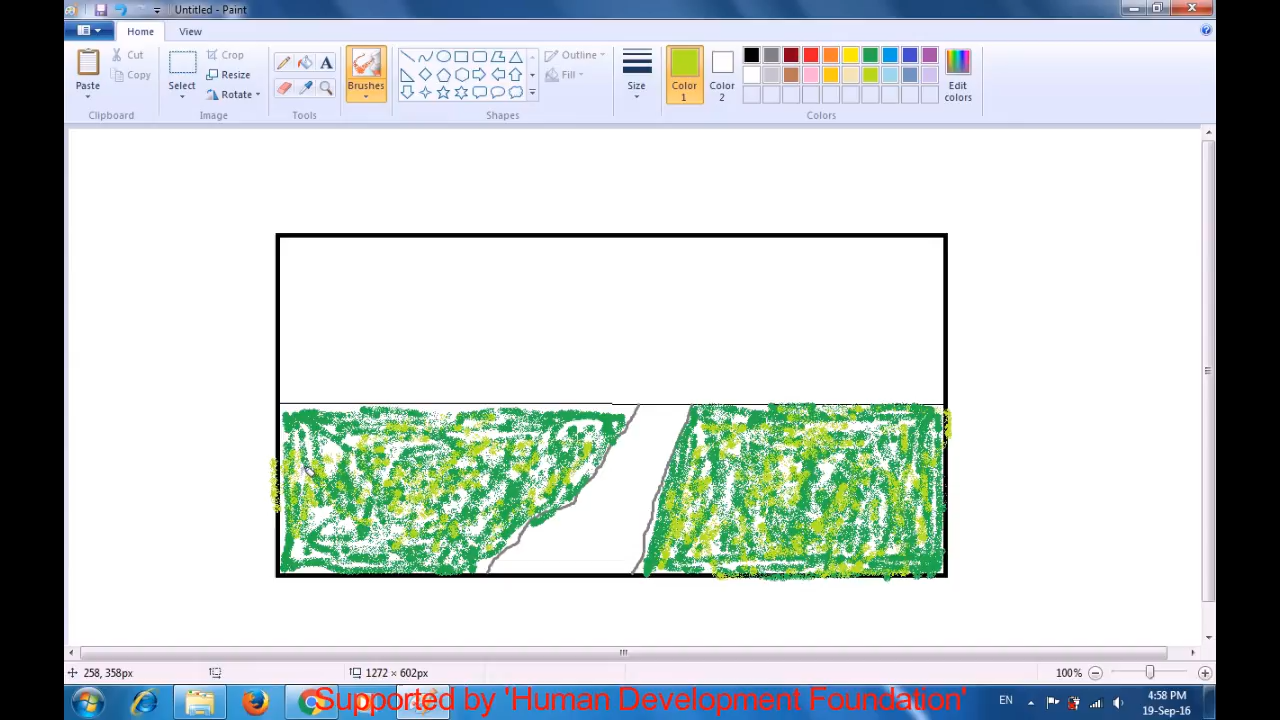 Untitled - Paint
Home View
Paste
Cut
Copy
Clipboard
Select
Crop
Resize
Rotate
Image
Tools
Brushes
Outline
Fill
Shapes
Size
Color 1
Color 2
Edit colors
Colors
258, 358px
1272 × 602px
100%
EN
4:58 PM
19-Sep-16
Supported by 'Human Development Foundation'